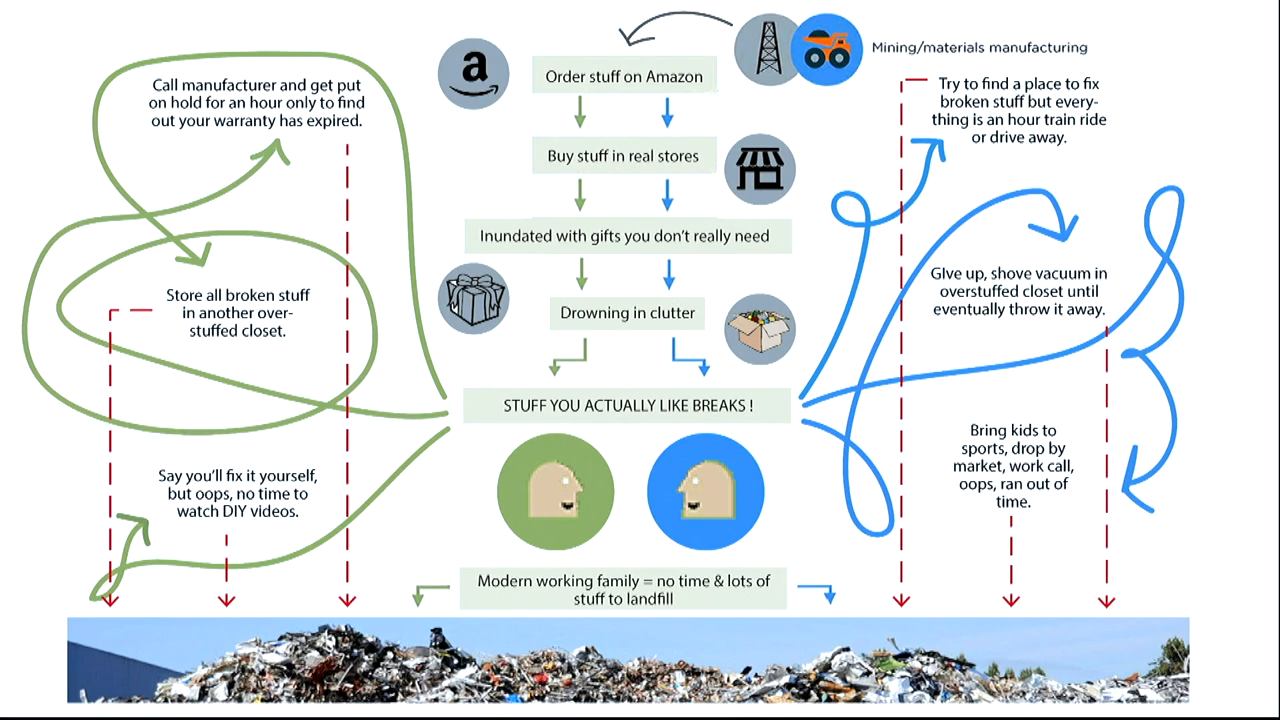 Mining/materials manufacturing
a
Order stuff on Amazon
Call manufacturer and get put
on hold for an hour only to find
out your warranty has expired.
Try to find a place to fix
broken stuff but every-
thing is an hour train ride
or drive away.
Buy stuff in real stores
Inundated with gifts you don't really need
Store all broken stuff
in another over-
stuffed closet.
Drowning in clutter
GIve up, shove vacuum in
overstuffed closet until
eventually throw it away.
STUFF YOU ACTUALLY LIKE BREAKS !
Say you'll fix it yourself,
but oops, no time to
watch DIY videos.
Bring kids to
sports, drop by
market, work call,
oops, ran out of
time.
Modern working family = no time & lots of
stuff to landfill